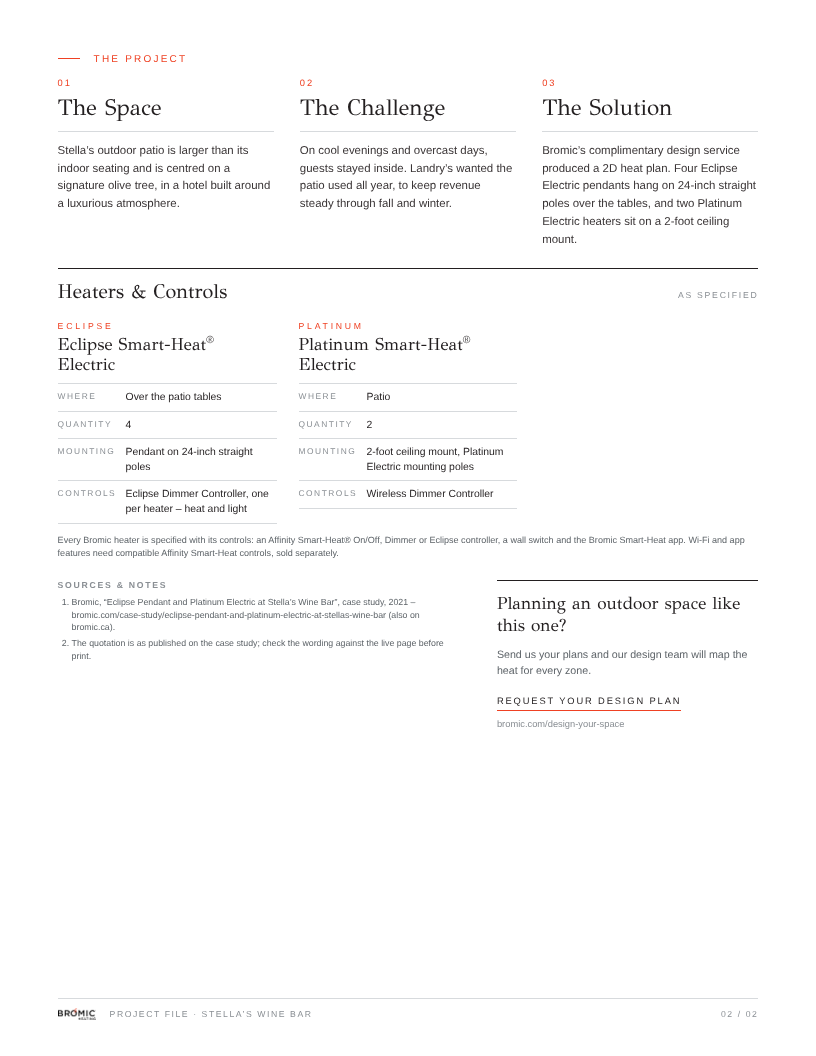 THE PROJECT
01
The Space
Stella’s outdoor patio is larger than its
indoor seating and is centred on a
signature olive tree, in a hotel built around
a luxurious atmosphere.
02
The Challenge
On cool evenings and overcast days,
guests stayed inside. Landry’s wanted the
patio used all year, to keep revenue
steady through fall and winter.
03
The Solution
Bromic’s complimentary design service
produced a 2D heat plan. Four Eclipse
Electric pendants hang on 24-inch straight
poles over the tables, and two Platinum
Electric heaters sit on a 2-foot ceiling
mount.
Heaters & Controls
AS SPECIFIED
ECLIPSE
Eclipse Smart-Heat®
Electric
WHERE Over the patio tables
QUANTITY 4
MOUNTING Pendant on 24-inch straight
poles
CONTROLS Eclipse Dimmer Controller, one
per heater – heat and light
PLATINUM
Platinum Smart-Heat®
Electric
WHERE Patio
QUANTITY 2
MOUNTING 2-foot ceiling mount, Platinum
Electric mounting poles
CONTROLS Wireless Dimmer Controller
Every Bromic heater is specified with its controls: an Affinity Smart-Heat® On/Off, Dimmer or Eclipse controller, a wall switch and the Bromic Smart-Heat app. Wi-Fi and app
features need compatible Affinity Smart-Heat controls, sold separately.
SOURCES & NOTES
1. Bromic, “Eclipse Pendant and Platinum Electric at Stella’s Wine Bar”, case study, 2021 –
bromic.com/case-study/eclipse-pendant-and-platinum-electric-at-stellas-wine-bar (also on
bromic.ca).
2. The quotation is as published on the case study; check the wording against the live page before
print.
Planning an outdoor space like
this one?
Send us your plans and our design team will map the
heat for every zone.
REQUEST YOUR DESIGN PLAN
bromic.com/design-your-space
BROMIC
HEATING
PROJECT FILE · STELLA’S WINE BAR
02 / 02